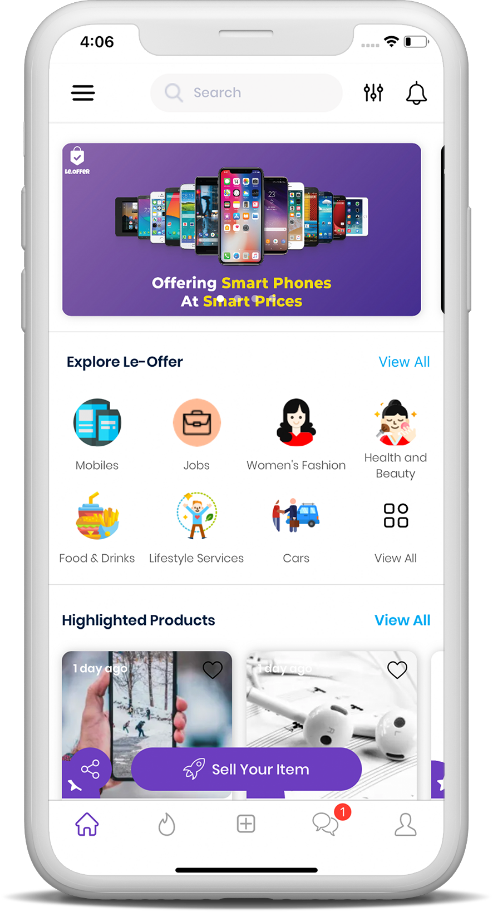 4:06
Search
Le.OFFER
Offering Smart Phones
At Smart Prices
Explore Le-Offer
View All
Mobiles
Jobs
Women's Fashion
Health and
Beauty
Food & Drinks
Lifestyle Services
Cars
View All
Highlighted Products
View All
1 day ago
1 day ago
Sell Your Item
1